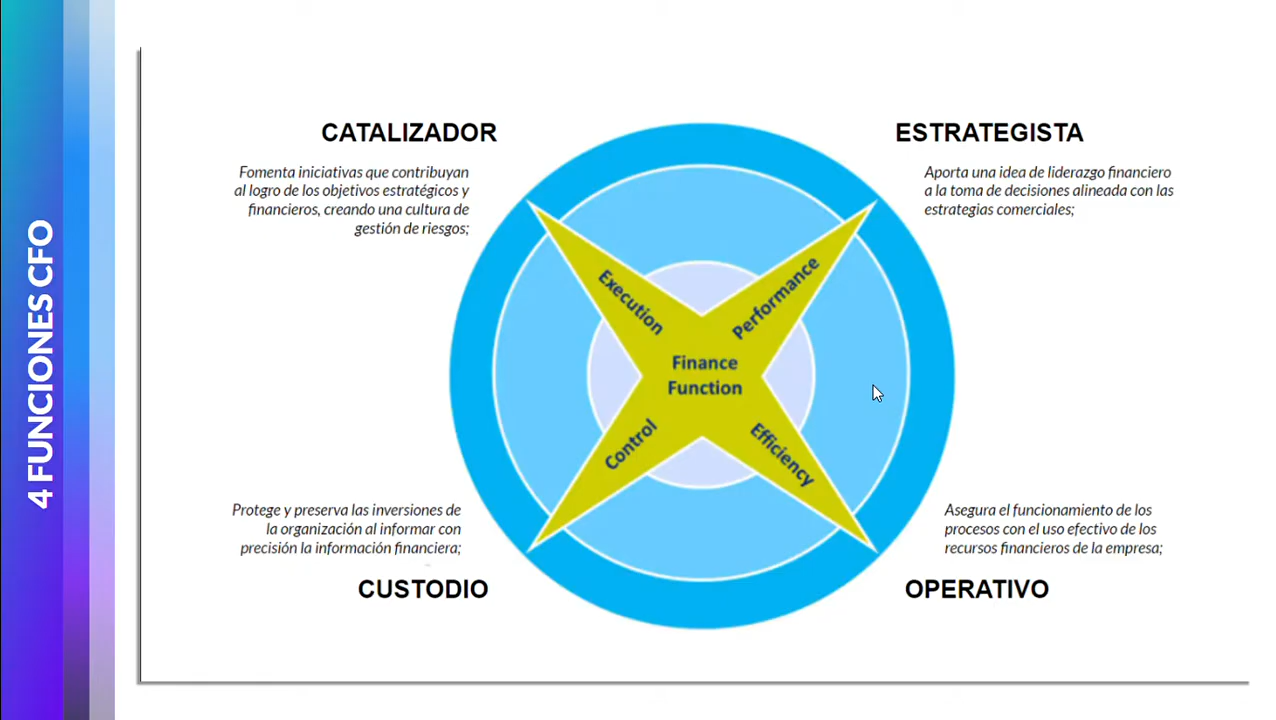 4 FUNCIONES CFO
CATALIZADOR
Fomenta iniciativas que contribuyan
al logro de los objetivos estratégicos y
financieros, creando una cultura de
gestión de riesgos;
ESTRATEGISTA
Aporta una idea de liderazgo financiero
a la toma de decisiones alineada con las
estrategias comerciales;
Execution
Performance
Finance
Function
Control
Efficiency
Protege y preserva las inversiones de
la organización al informar con
precisión la información financiera;
CUSTODIO
Asegura el funcionamiento de los
procesos con el uso efectivo de los
recursos financieros de la empresa;
OPERATIVO